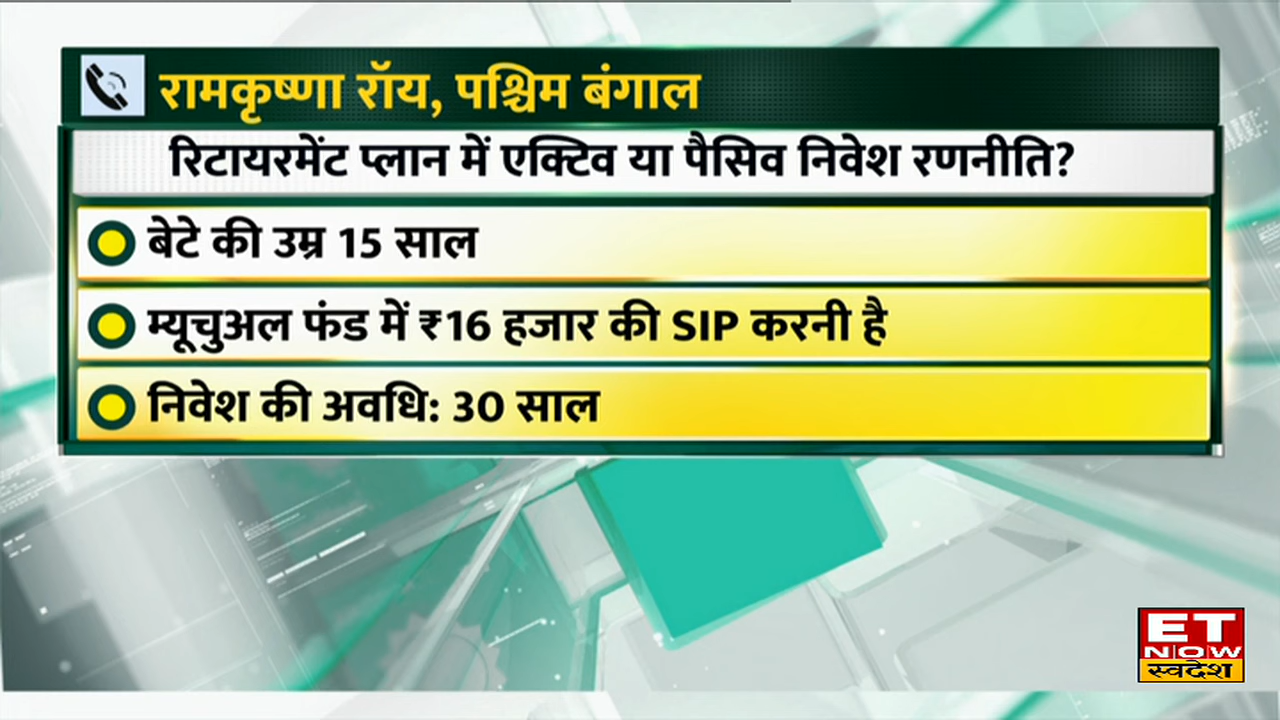 रामकृष्णा रॉय, पश्चिम बंगाल
रिटायरमेंट प्लान में एक्टिव या पैसिव निवेश रणनीति?
बेटे की उम्र 15 साल
म्यूचुअल फंड में ₹16 हजार की SIP करनी है
निवेश की अवधि: 30 साल
ET
NOW
स्वदेश